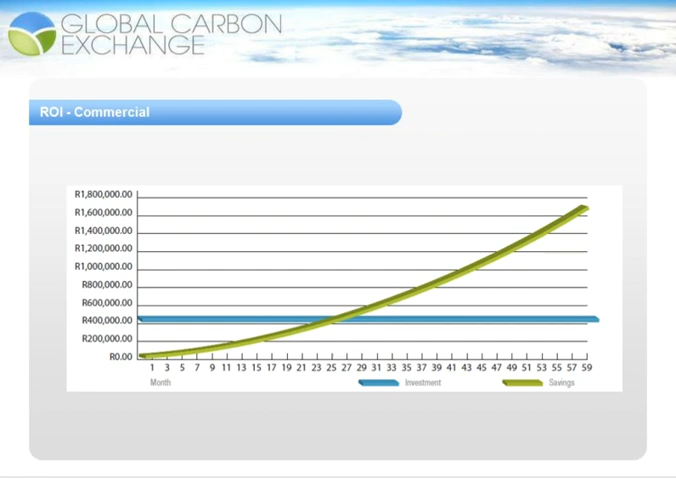 GLOBAL CARBON
EXCHANGE
ROI - Commercial
R1,800,000.00
R1,600,000.00
R1,400,000.00
R1,200,000.00
R1,000,000.00
R800,000.00
R600,000.00
R400,000.00
R200,000.00
R0.00
1 3 5 7 9 11 13 15 17 19 21 23 25 27 29 31 33 35 37 39 41 43 45 47 49 51 53 55 57 59
Month Investment Savings